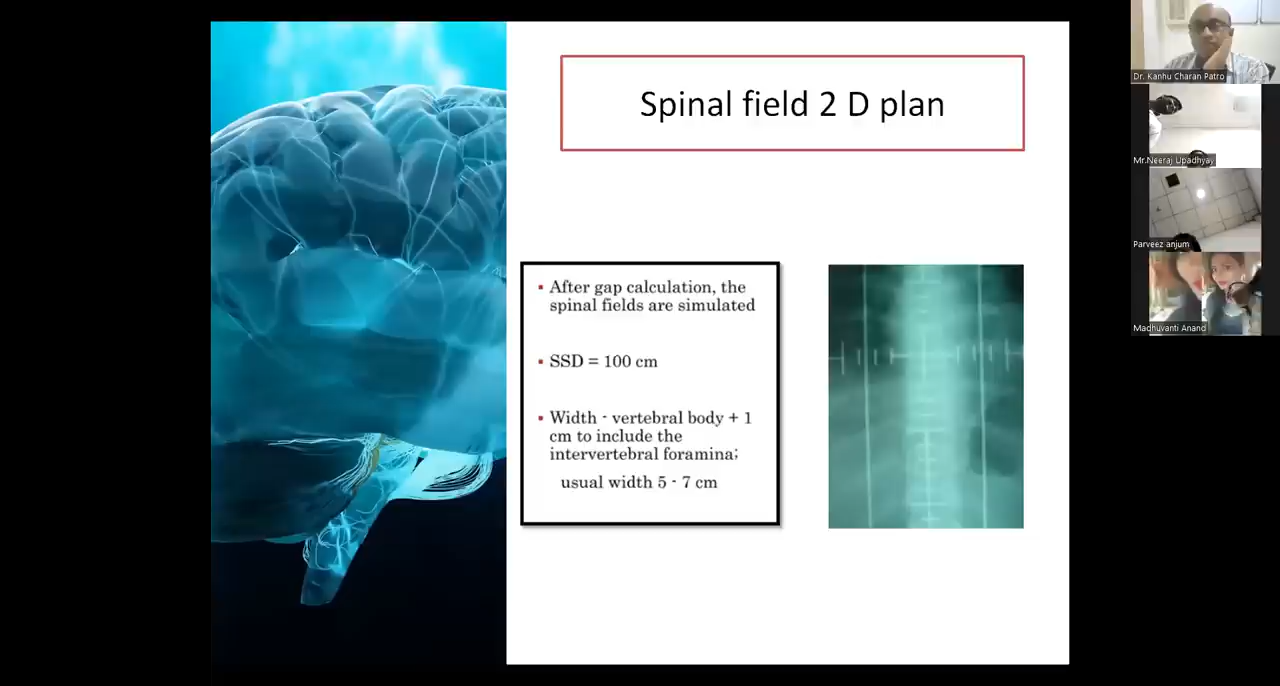 Spinal field 2 D plan
▪ After gap calculation, the
spinal fields are simulated
▪ SSD = 100 cm
▪ Width - vertebral body + 1
cm to include the
intervertebral foramina;
usual width 5 - 7 cm
Dr. Kanhu Charan Patro
Mr.Neeraj Upadhyay
Parveez anjum
Madhuvanti Anand